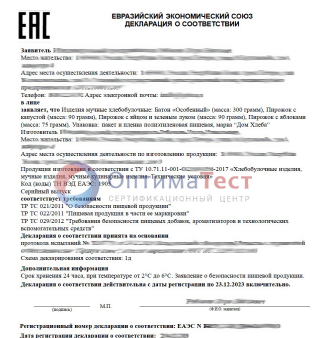 ЕАС
ЕВРАЗИЙСКИЙ ЭКОНОМИЧЕСКИЙ СОЮЗ
ДЕКЛАРАЦИЯ О СООТВЕТСТВИИ
Заявитель
Место жительства:
Адрес места осуществления деятельности:
Телефон: Адрес электронной почты:
в лице
заявляет, что Изделия мучные хлебобулочные: Батон «Особенный» (масса: 300 грамм), Пирожок с
капустой (масса: 90 грамм), Пирожок с яйцом и зеленым луком (масса: 90 грамм), Пирожок с яблоками
(масса: 75 грамм), Упаковка: пакет и пленка полиэтиленовая пищевая, марка "Дом Хлеба"
Изготовитель
Место жительства:
Адрес места осуществления деятельности по изготовлению продукции:
Продукция изготовлена в соответствии с ТУ 10.71.11-001- -2017 «Хлебобулочные изделия,
мучные изделия, кулинарные изделия. Технические условия»
Код (коды) ТН ВЭД ЕАЭС: 1905
Серийный выпуск
соответствует требованиям
ТР ТС 021/2011 "О безопасности пищевой продукции"
ТР ТС 022/2011 "Пищевая продукция в части ее маркировки"
ТР ТС 029/2012 "Требования безопасности пищевых добавок, ароматизаторов и технологических
вспомогательных средств"
Декларация о соответствии принята на основании
протокола испытаний №
Схема декларирования соответствия: 1д
Дополнительная информация
Срок хранения 24 часа, при температуре от 2°C до 6°C. Заявление о безопасности пищевой продукции.
Декларация о соответствии действительна с даты регистрации по 23.12.2023 включительно.
М.П.
(подпись) (Ф.И.О. заявителя)
Регистрационный номер декларации о соответствии: ЕАЭС N
Дата регистрации декларации о соответствии:
ОптимаТест
СЕРТИФИКАЦИОННЫЙ ЦЕНТР